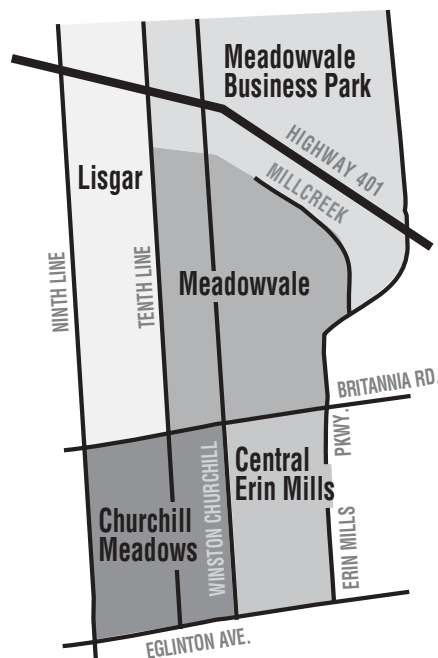 Meadowvale
Business Park
HIGHWAY 401
MILLCREEK
Lisgar
NINTH LINE
TENTH LINE
Meadowvale
BRITANNIA RD.
PKWY.
Central
Erin Mills
WINSTON CHURCHILL
Churchill
Meadows
ERIN MILLS
EGLINTON AVE.